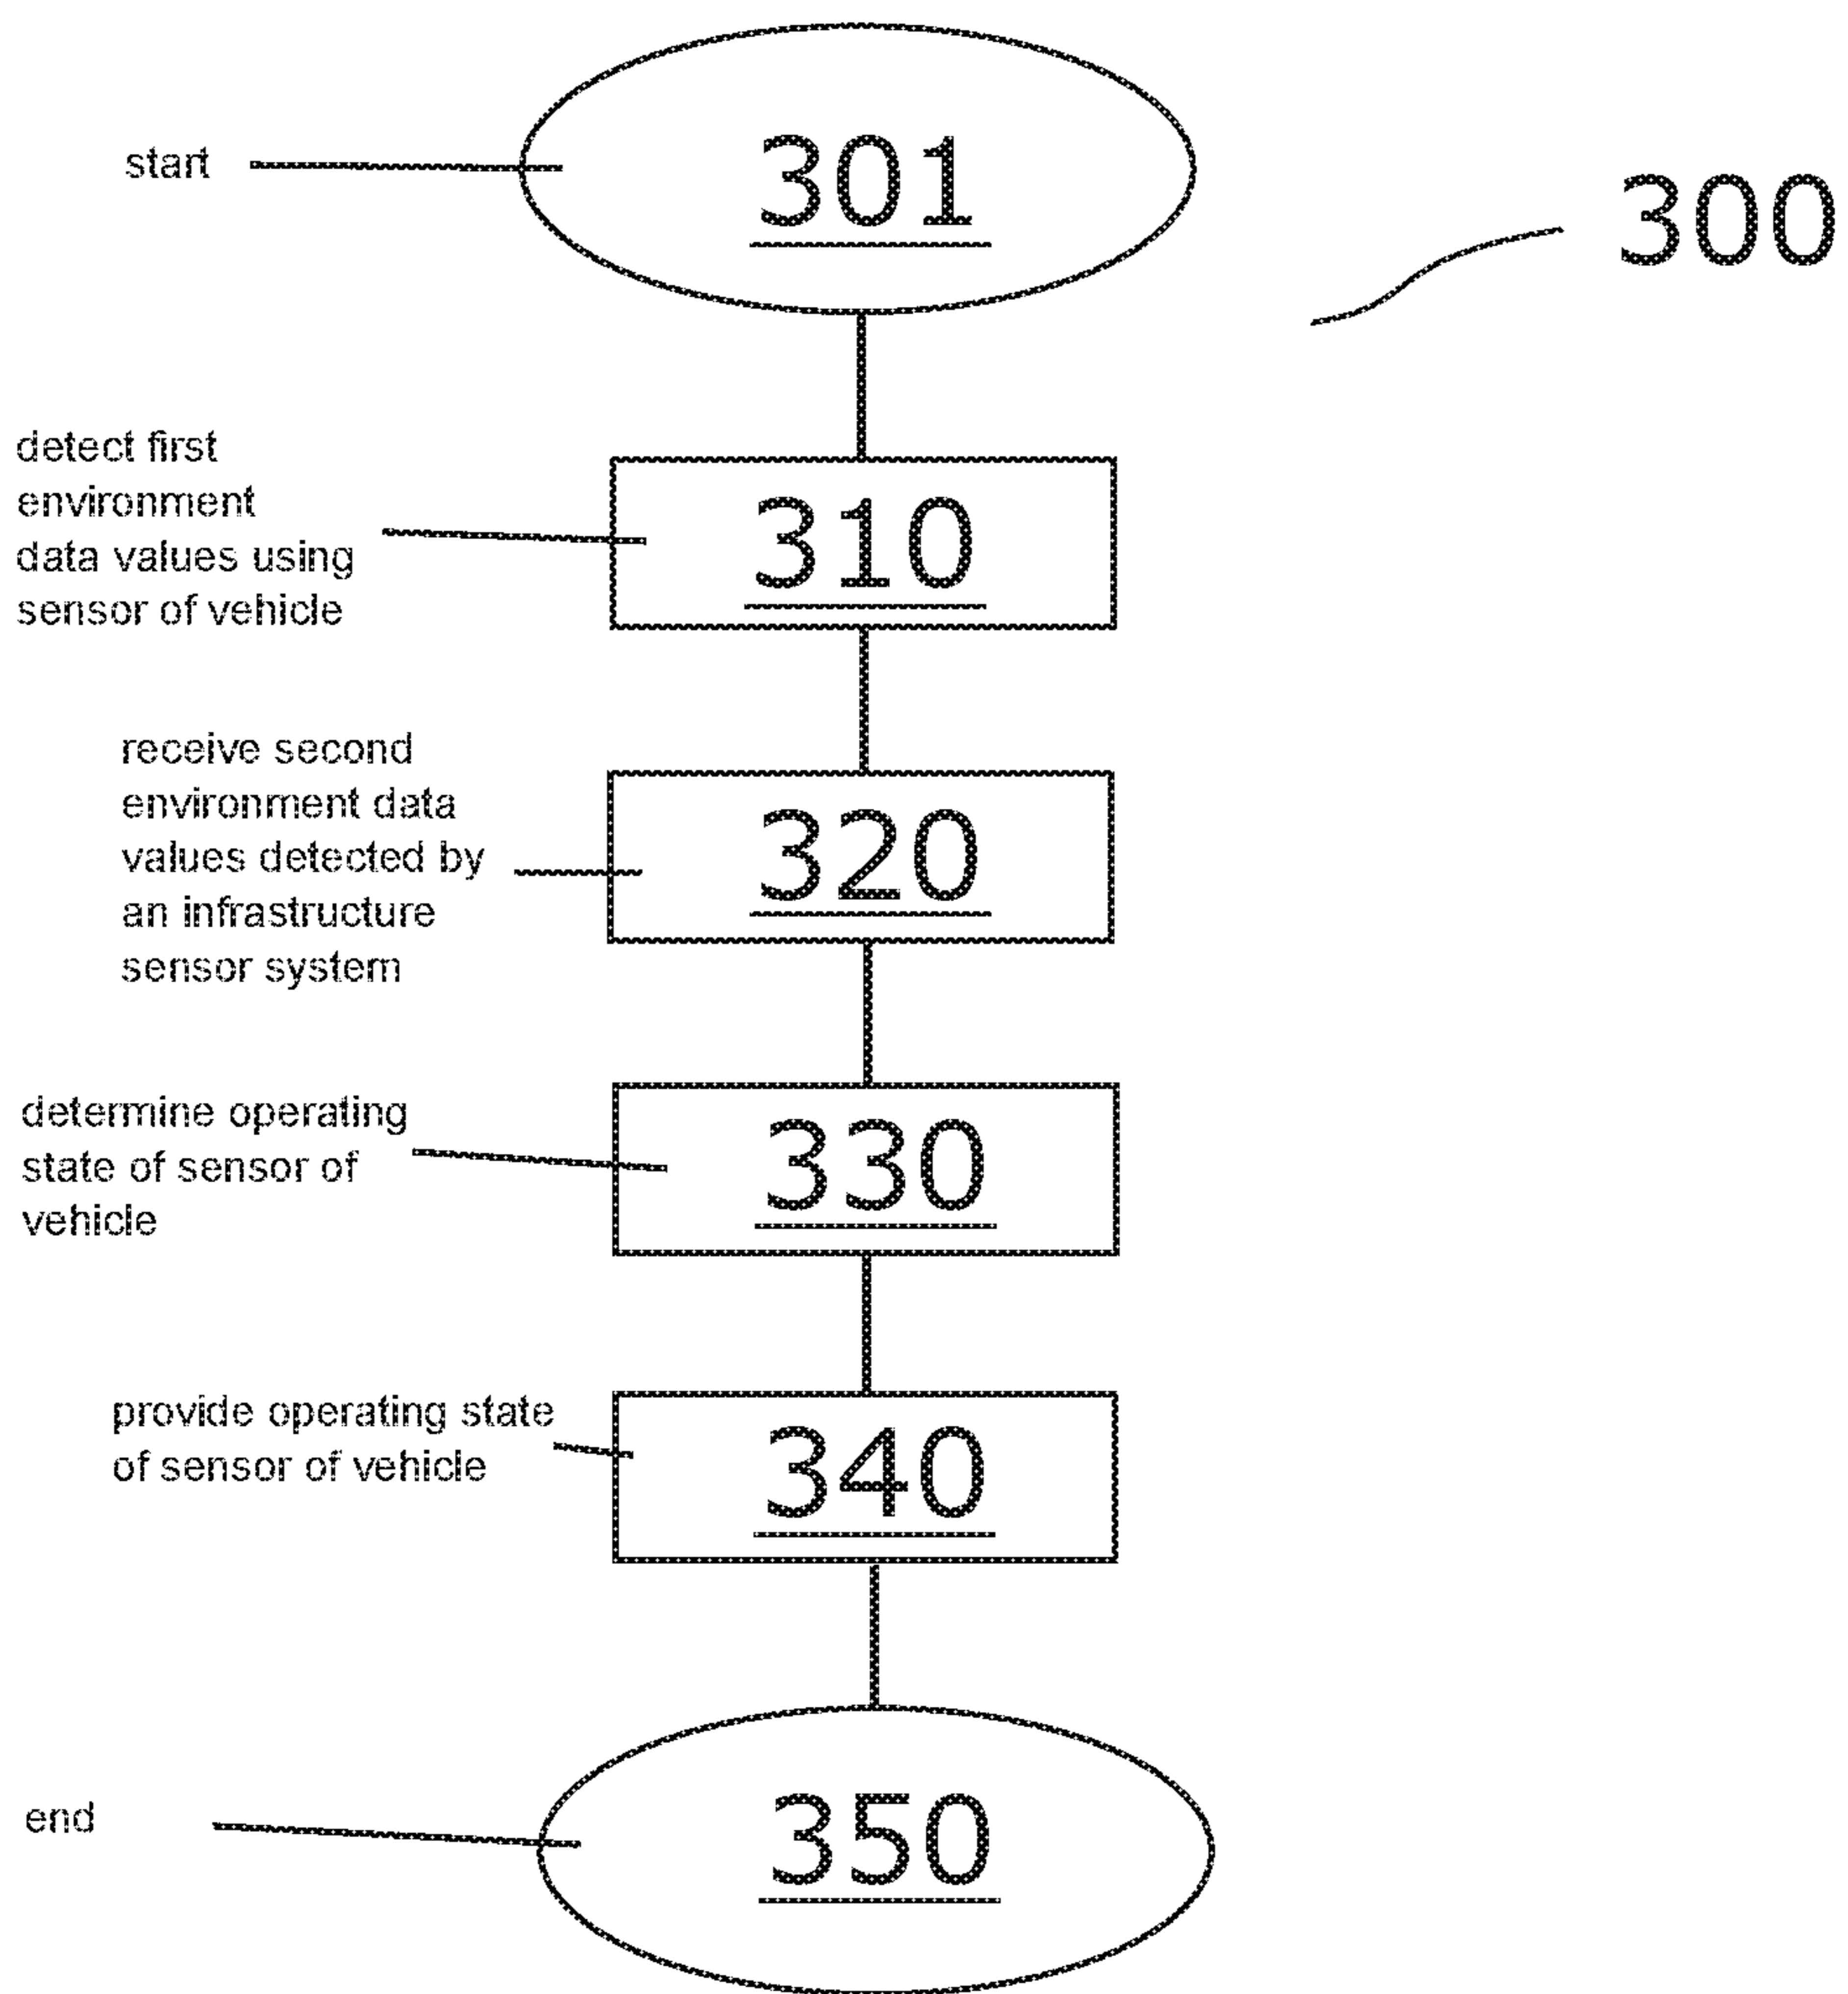 start
301
300
detect first
environment
data values using
sensor of vehicle
310
receive second
environment data
values detected by
an infrastructure
sensor system
320
determine operating
state of sensor of
vehicle
330
provide operating state
of sensor of vehicle
340
end
350